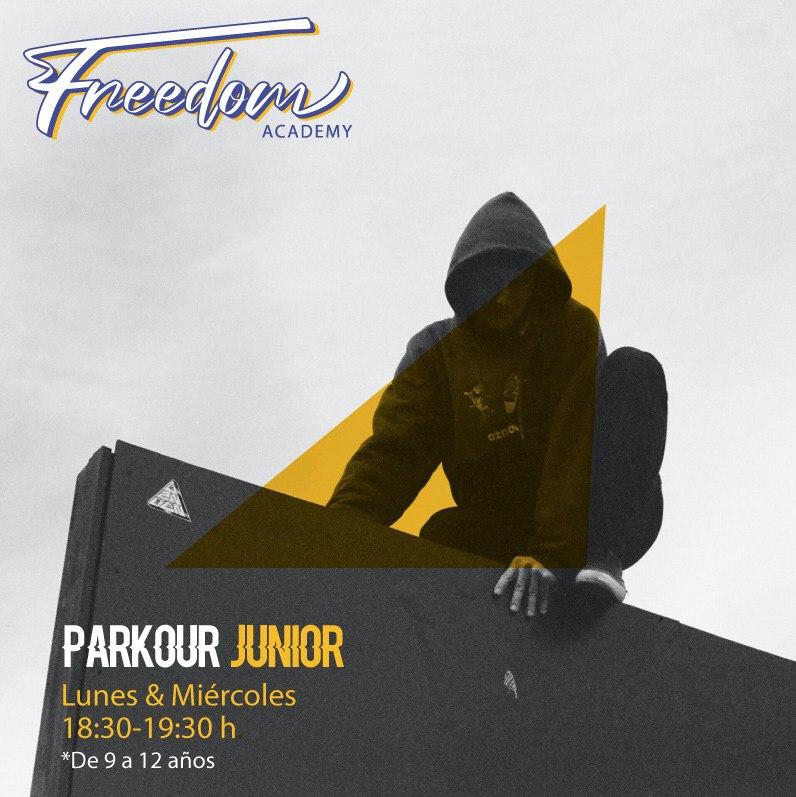 Freedom
ACADEMY
PARKOUR JUNIOR
Lunes & Miércoles
18:30-19:30 h.
*De 9 a 12 años